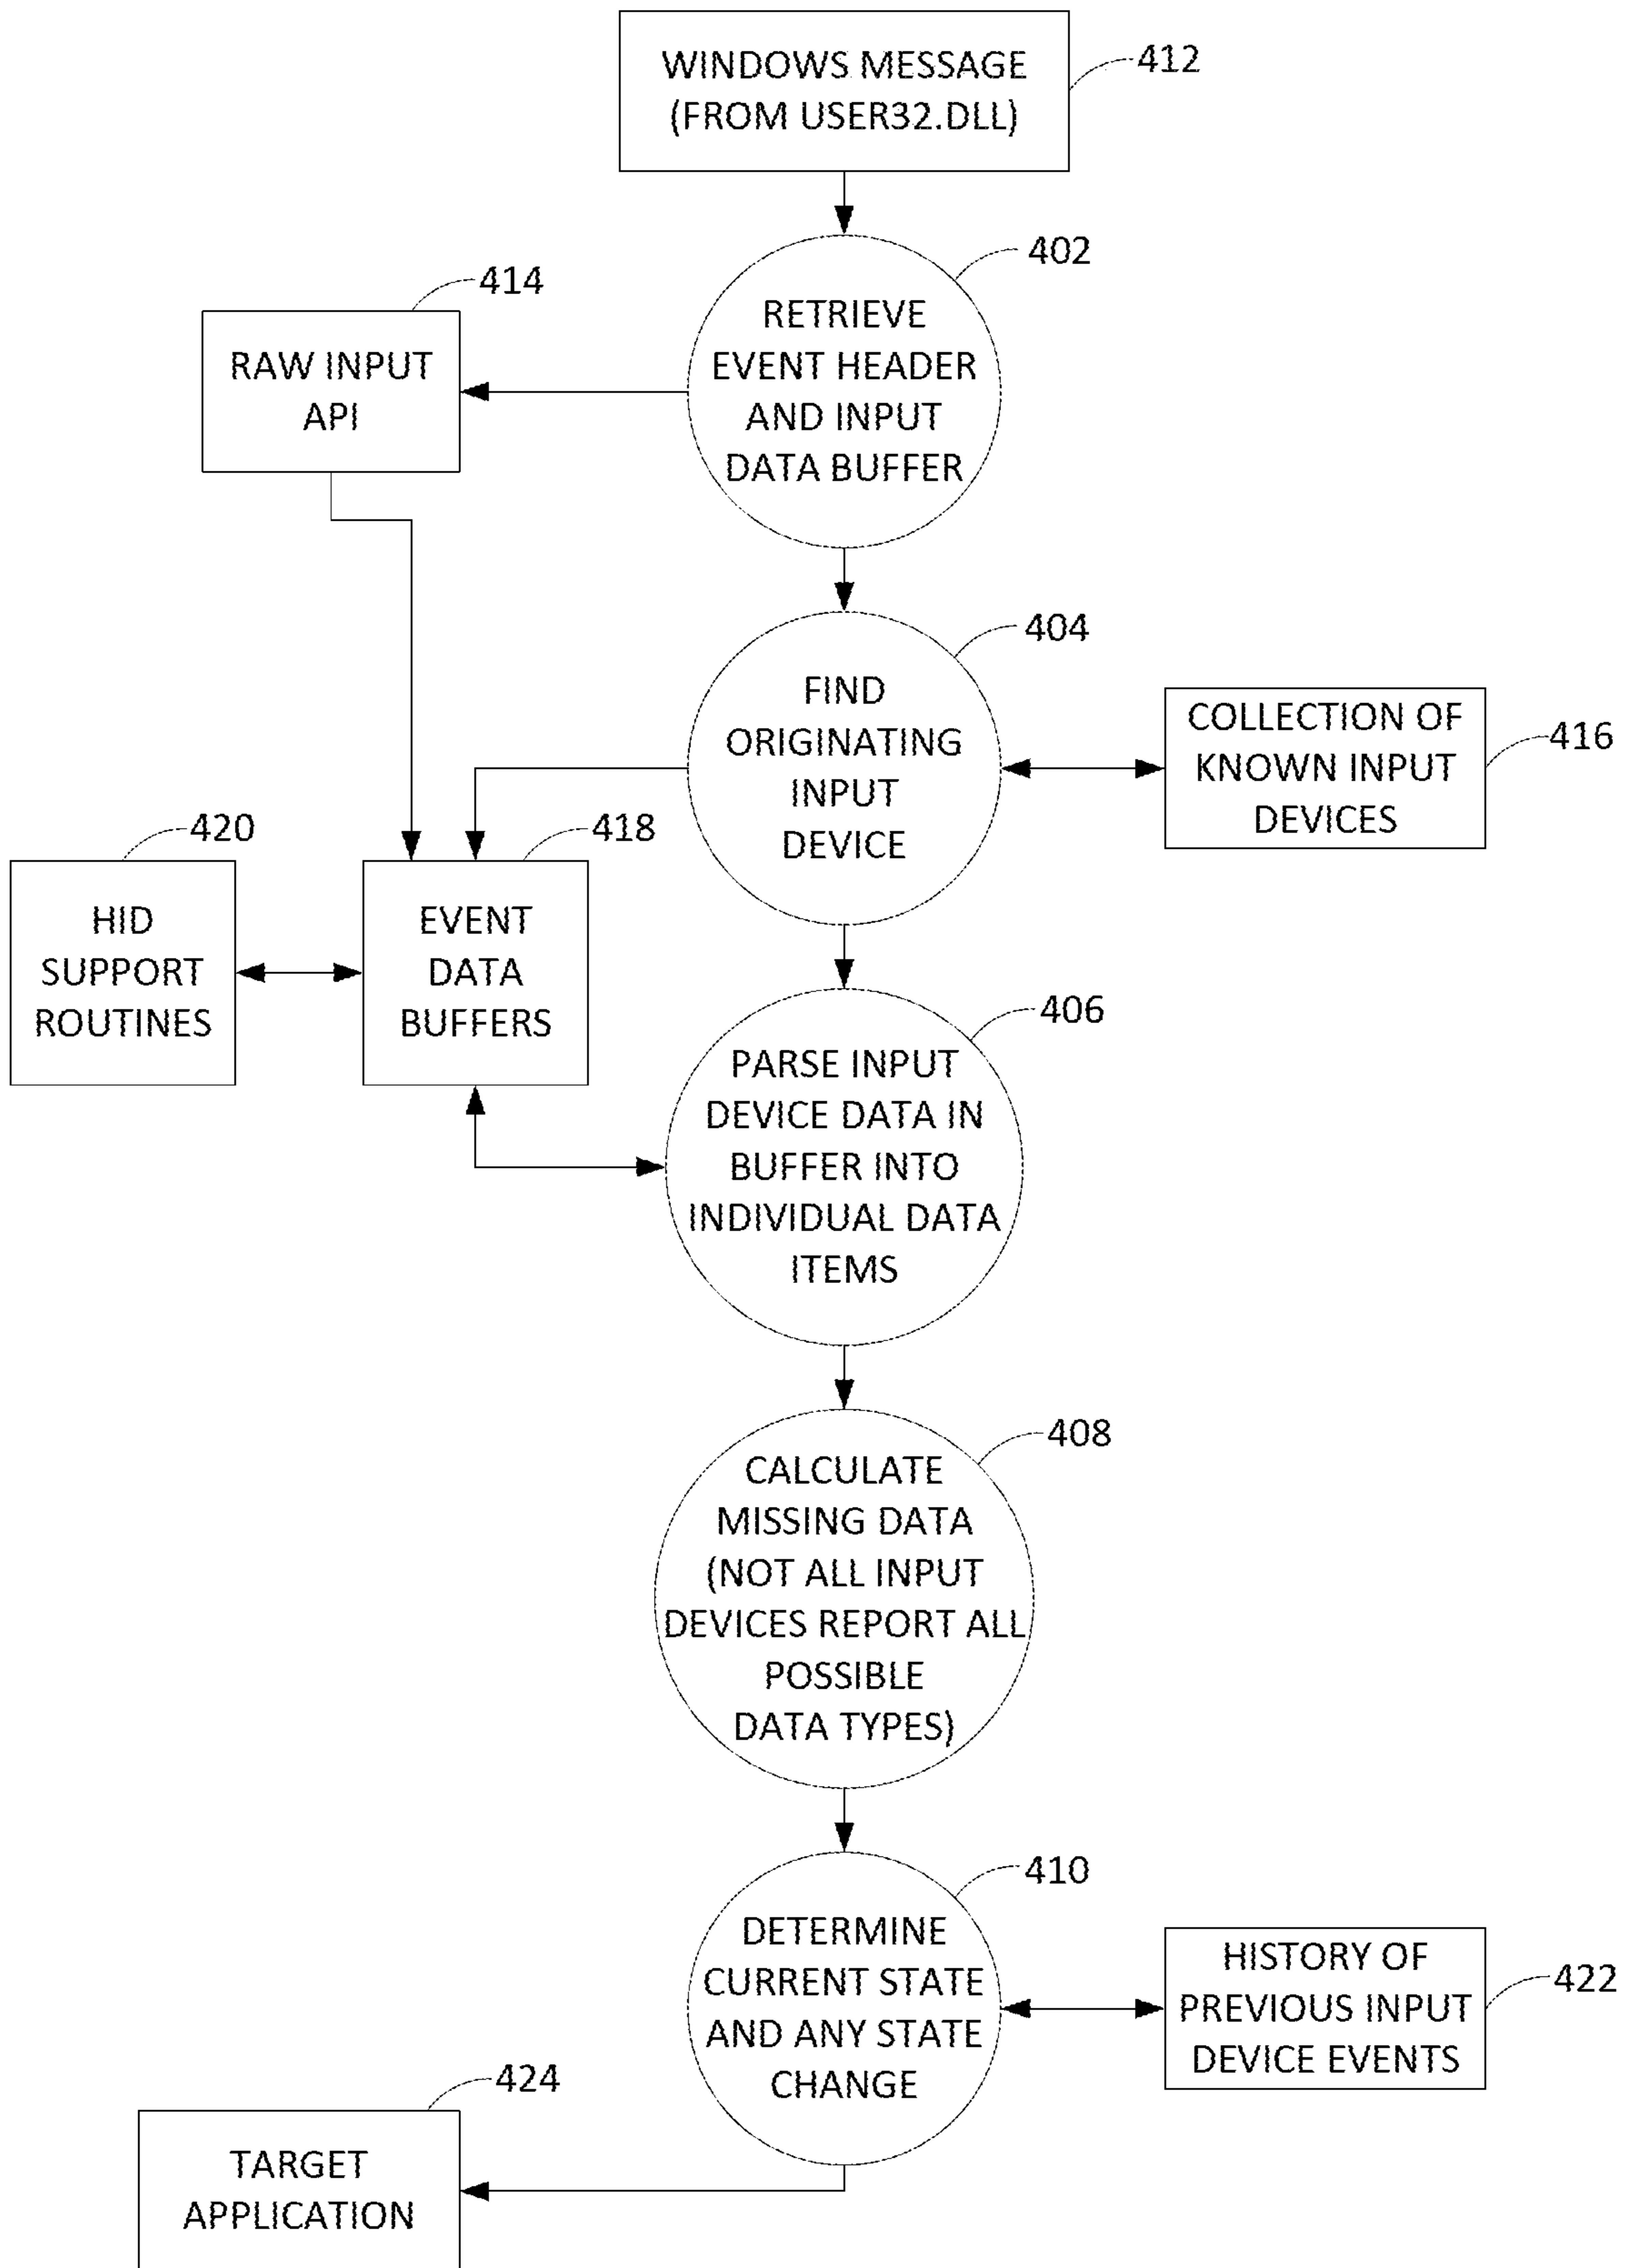 WINDOWS MESSAGE
(FROM USER32.DLL)
412
402
RETRIEVE
EVENT HEADER
AND INPUT
DATA BUFFER
414
RAW INPUT
API
404
FIND
ORIGINATING
INPUT
DEVICE
COLLECTION OF
KNOWN INPUT
DEVICES
416
420
HID
SUPPORT
ROUTINES
418
EVENT
DATA
BUFFERS
406
PARSE INPUT
DEVICE DATA IN
BUFFER INTO
INDIVIDUAL DATA
ITEMS
408
CALCULATE
MISSING DATA
(NOT ALL INPUT
DEVICES REPORT ALL
POSSIBLE
DATA TYPES)
410
DETERMINE
CURRENT STATE
AND ANY STATE
CHANGE
HISTORY OF
PREVIOUS INPUT
DEVICE EVENTS
422
424
TARGET
APPLICATION